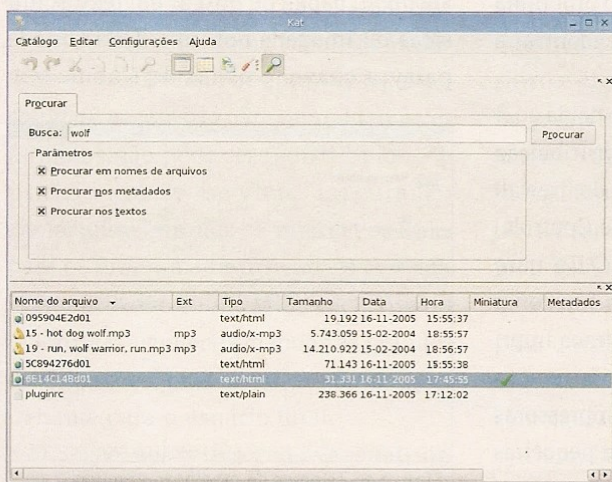 Kat
Catálogo Editar Configurações Ajuda
Procurar
Busca: wolf Procurar
Parâmetros
Procurar em nomes de arquivos
Procurar nos metadados
Procurar nos textos
Nome do arquivo Ext Tipo Tamanho Data Hora Miniatura Metadados
095904E2d01 text/html 19.192 16-11-2005 15:55:37
15 - hot dog wolf.mp3 mp3 audio/x-mp3 5.743.059 15-02-2004 18:55:57
19 - run, wolf warrior, run.mp3 mp3 audio/x-mp3 14.210.922 15-02-2004 18:56:57
5C894276d01 text/html 71.143 16-11-2005 15:55:38
6E14C14Bd01 text/html 31.331 16-11-2005 17:45:55
pluginrc text/plain 238.366 16-11-2005 17:12:02